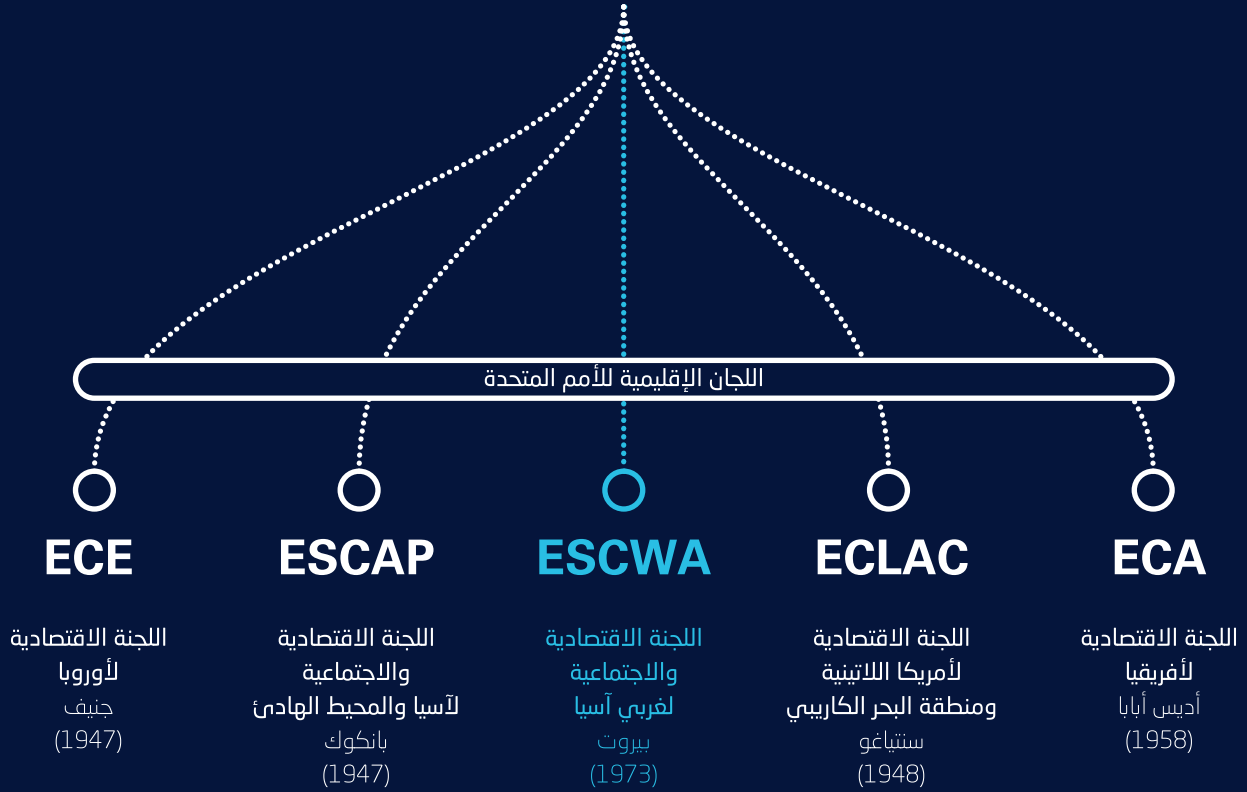 اللجان الإقليمية للأمم المتحدة
ECE
اللجنة الاقتصادية
لأوروبا
جنيف
(1947)
ESCAP
اللجنة الاقتصادية
والاجتماعية
لآسيا والمحيط الهادئ
بانكوك
(1947)
ESCWA
اللجنة الاقتصادية
والاجتماعية
لغربي آسيا
بيروت
(1973)
ECLAC
اللجنة الاقتصادية
لأمريكا اللاتينية
ومنطقة البحر الكاريبي
سنتياغو
(1948)
ECA
اللجنة الاقتصادية
لأفريقيا
أديس أبابا
(1958)